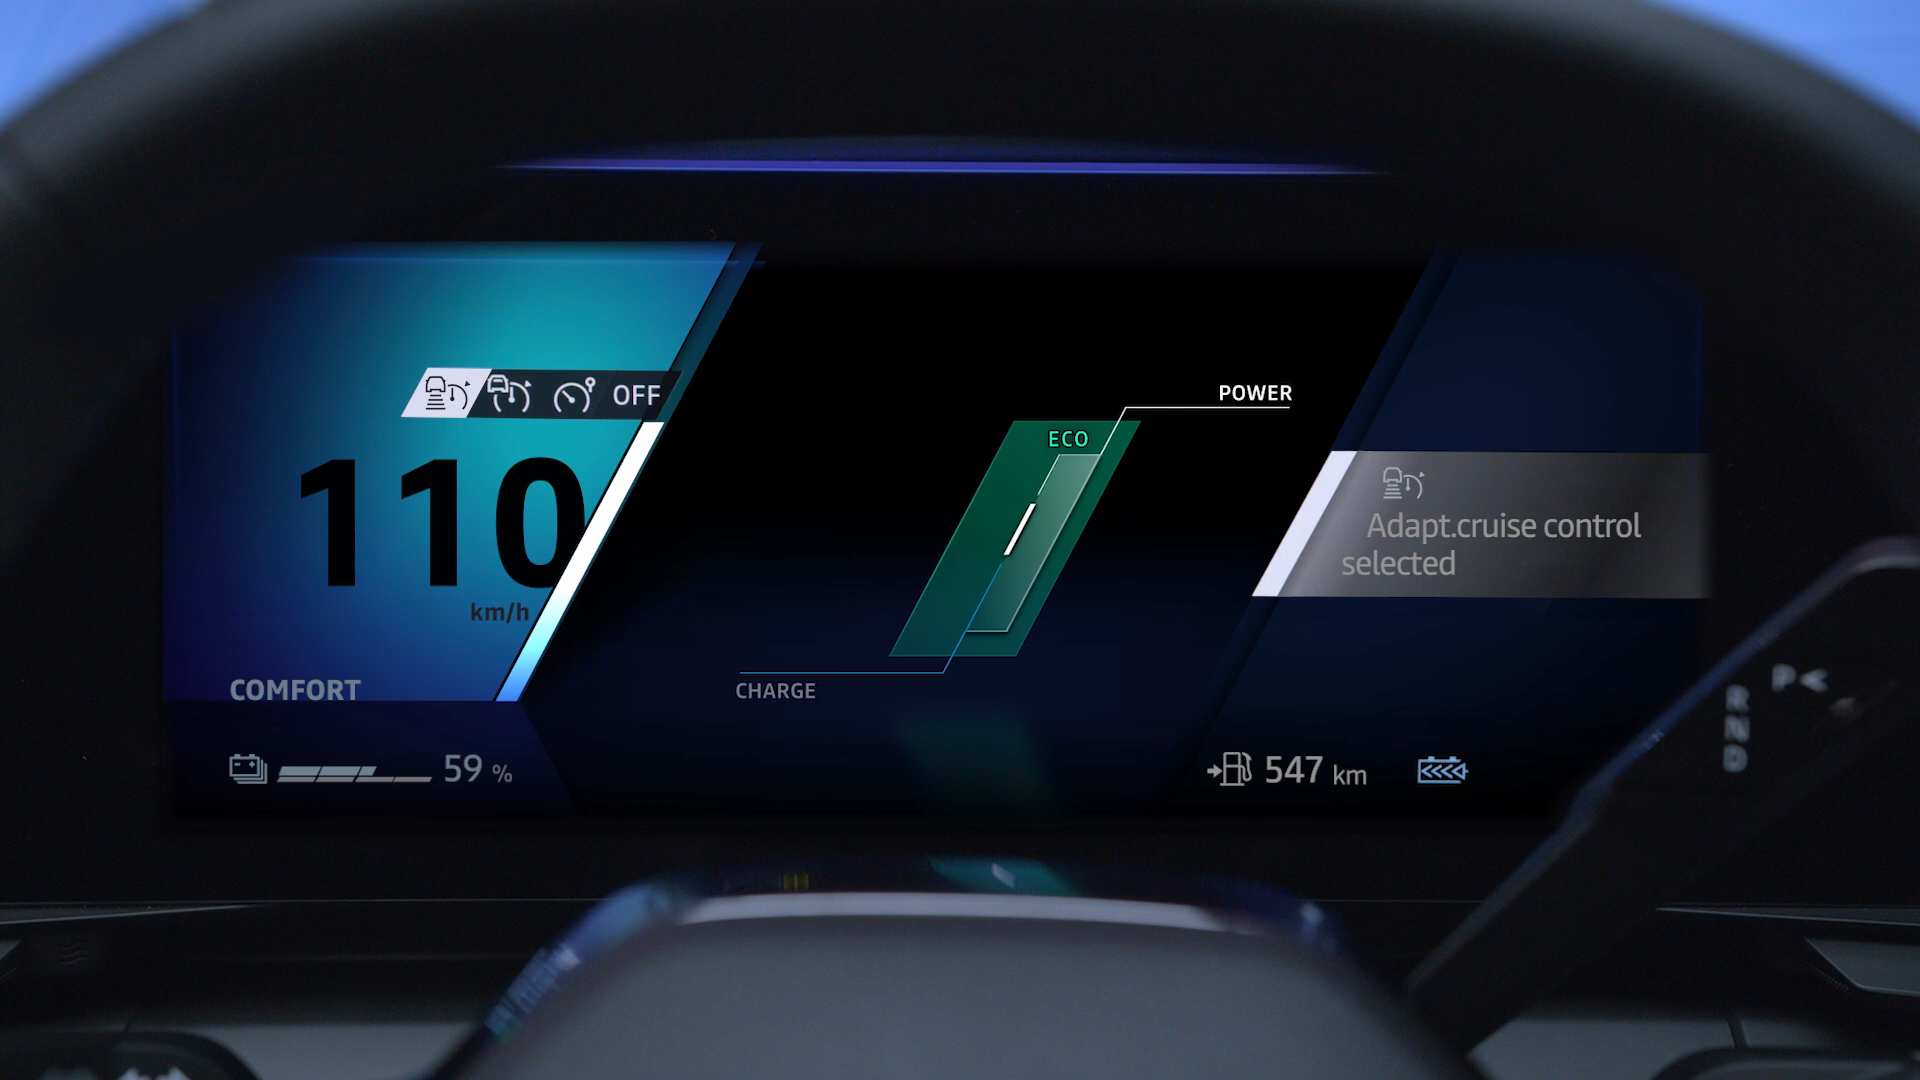 OFF
110
km/h
COMFORT
59 %
POWER
ECO
CHARGE
Adapt.cruise control
selected
547 km
P
R
N
D